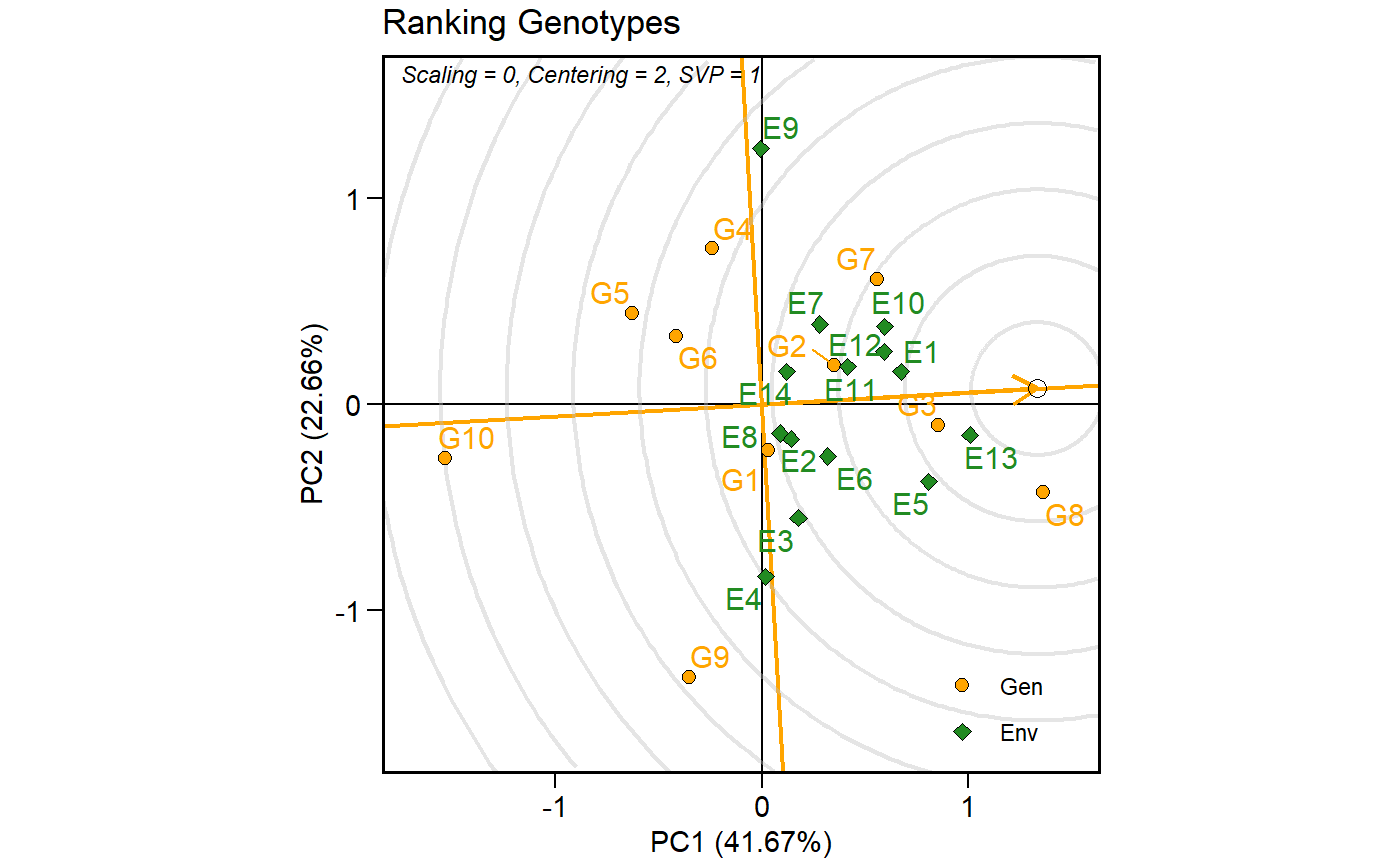 Ranking Genotypes
Scaling = 0, Centering = 2, SVP = 1
E9
1
G4
G7
G5
E7
E10
G2
E12
E1
G6
E14
E11
0
G3
G10
E8
E2
E13
G1
E6
E5
G8
E3
PC2 (22.66%)
E4
-1
G9
Gen
Env
-1
0
1
PC1 (41.67%)